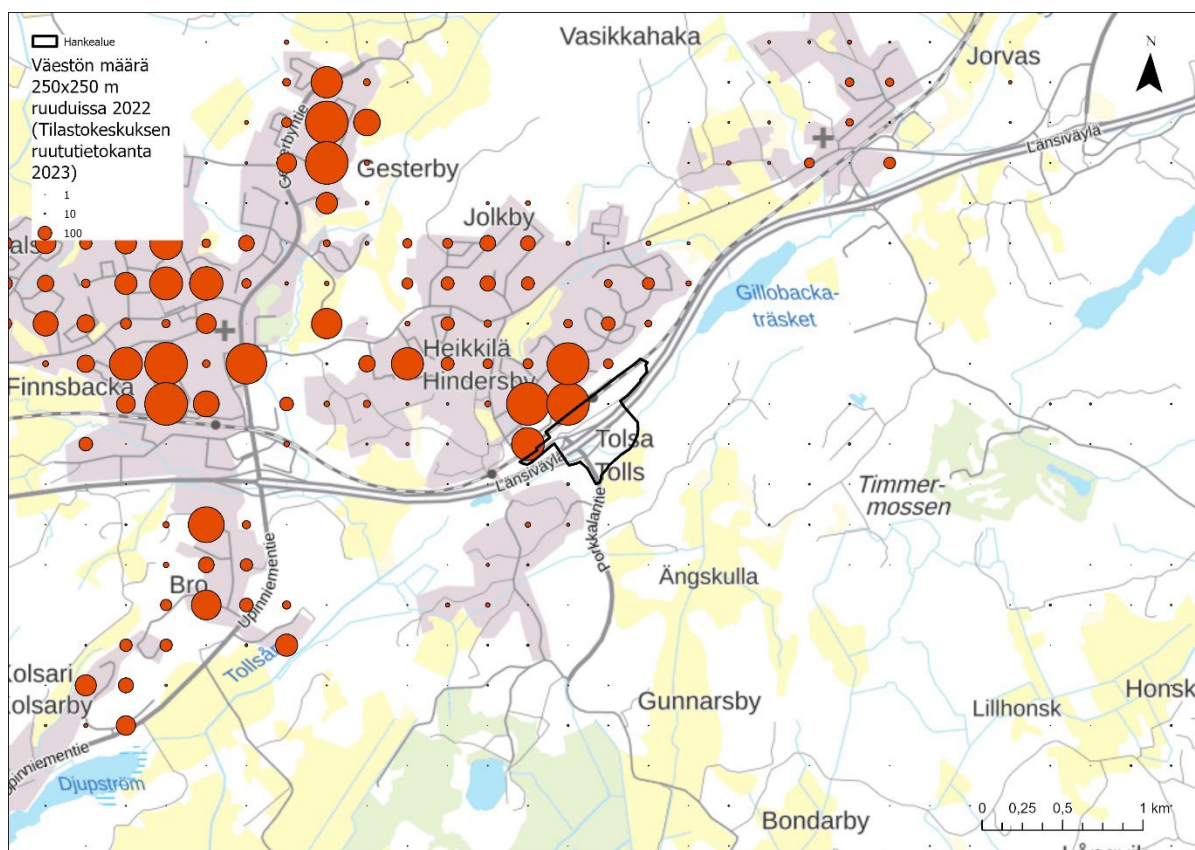 Hankealue
Väestön määrä
250x250 m
ruuduissa 2022
(Tilastokeskuksen
ruututietokanta
2023)
1
10
100
Vasikkahaka
Jorvas
N
Länsiväylä
Gesterbyntie
Gesterby
Jolkby
Gillobacka-
träsket
Heikkilä
Hindersby
Finnsbacka
Tolsa
Tolls
Länsiväylä
Timmer-
mossen
Porkkalantie
Ängskulla
Bro
Upinniementie
Tollsån
Kolsari
Kolsarby
Gunnarsby
Lillhonsk
Honsk
Upinniementie
Djupström
Bondarby
0 0,25 0,5 1 km